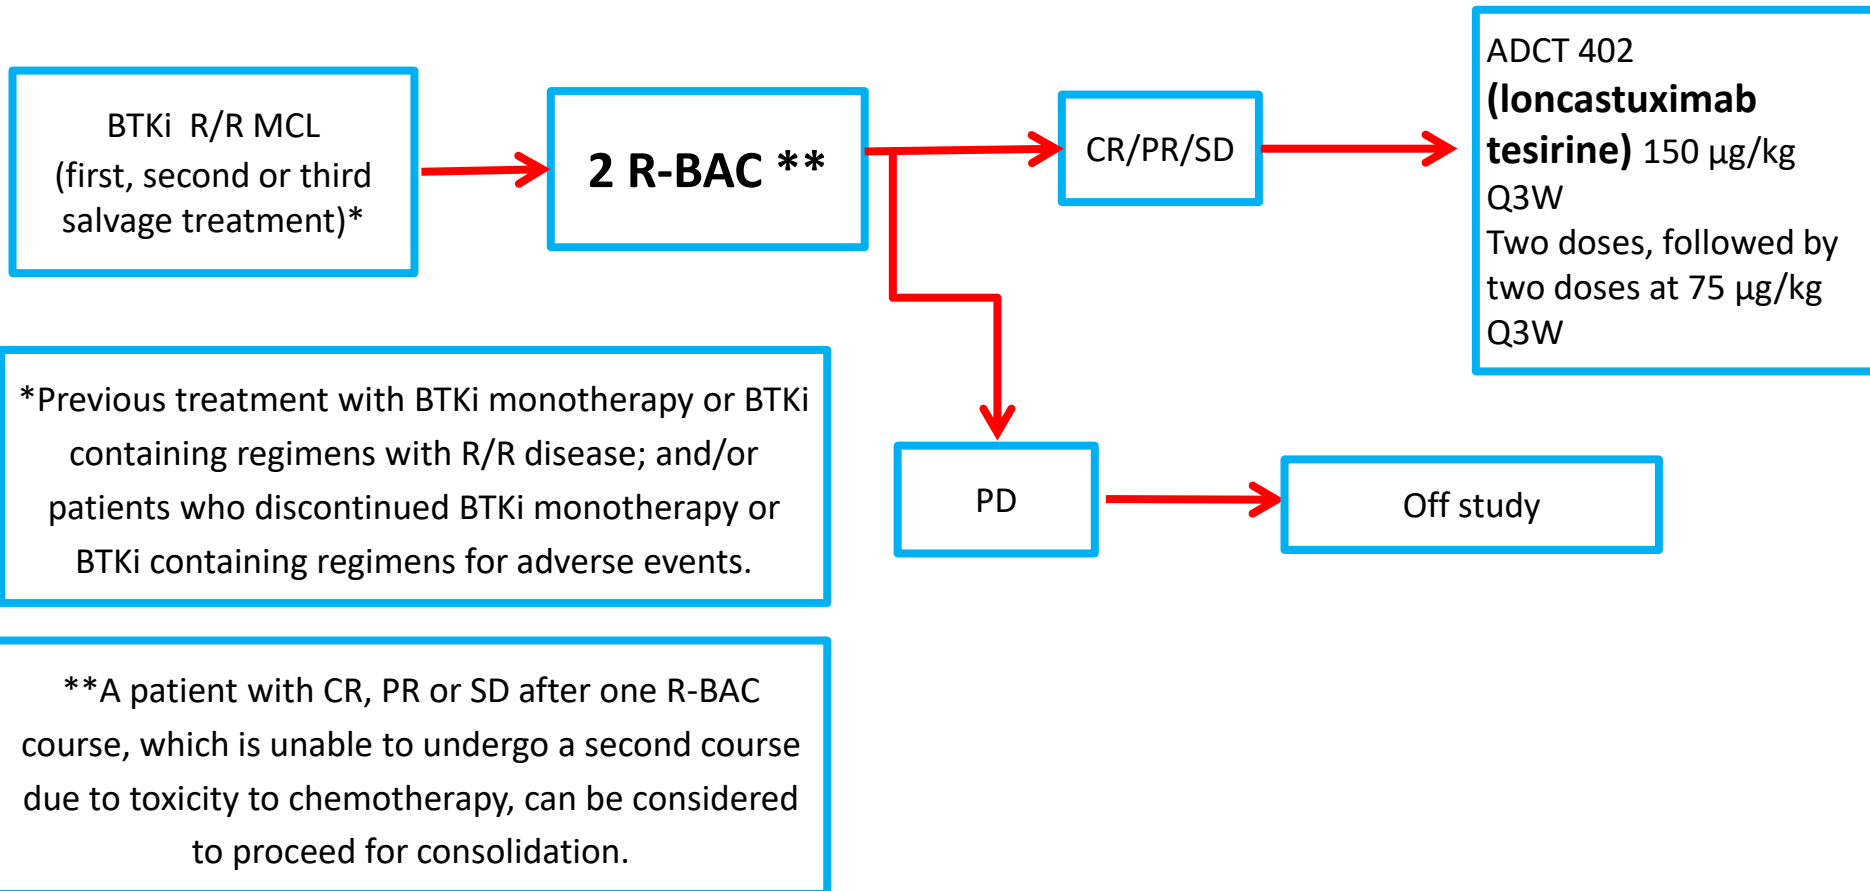 BTKi R/R MCL
(first, second or third
salvage treatment)*
2 R-BAC **
CR/PR/SD
ADCT 402
(loncastuximab
tesirine) 150 µg/kg
Q3W
Two doses, followed by
two doses at 75 µg/kg
Q3W
*Previous treatment with BTKi monotherapy or BTKi
containing regimens with R/R disease; and/or
patients who discontinued BTKi monotherapy or
BTKi containing regimens for adverse events.
PD
Off study
**A patient with CR, PR or SD after one R-BAC
course, which is unable to undergo a second course
due to toxicity to chemotherapy, can be considered
to proceed for consolidation.